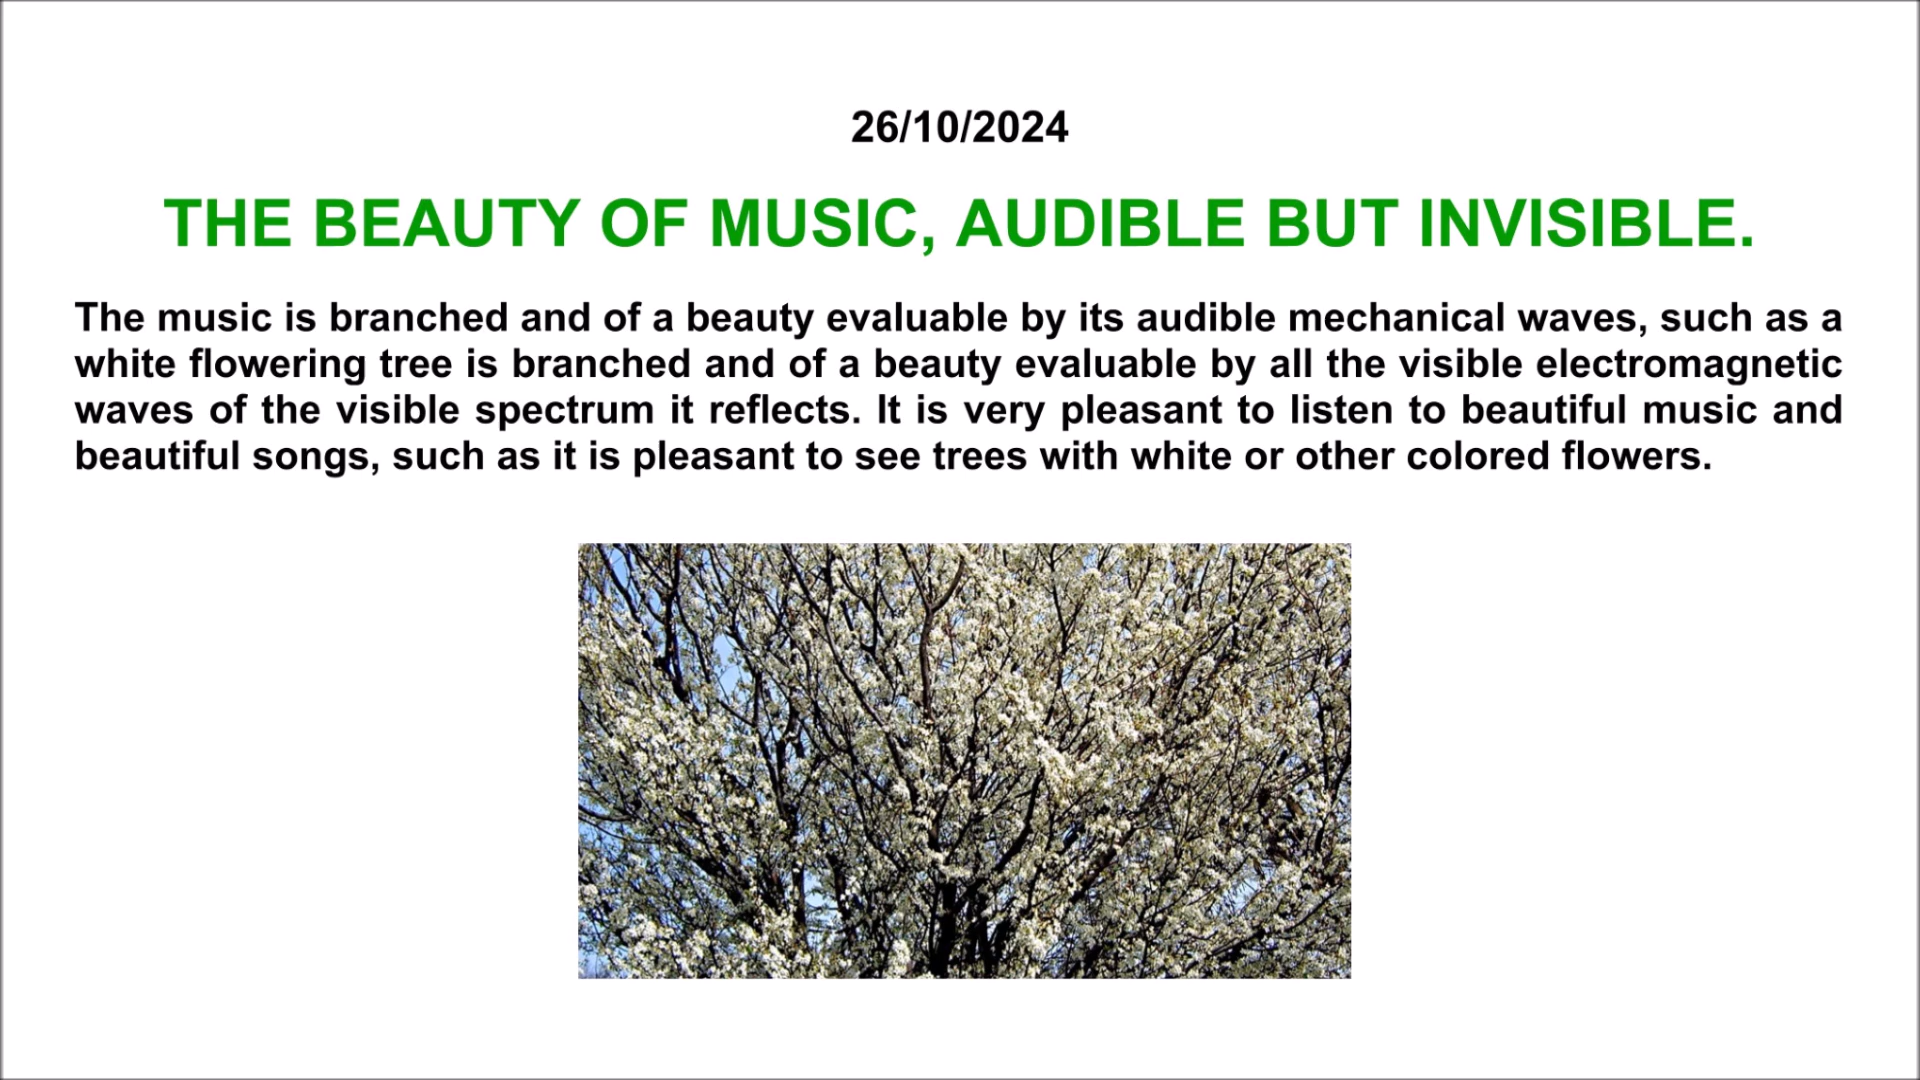 26/10/2024
THE BEAUTY OF MUSIC, AUDIBLE BUT INVISIBLE.
The music is branched and of a beauty evaluable by its audible mechanical waves, such as a
white flowering tree is branched and of a beauty evaluable by all the visible electromagnetic
waves of the visible spectrum it reflects. It is very pleasant to listen to beautiful music and
beautiful songs, such as it is pleasant to see trees with white or other colored flowers.